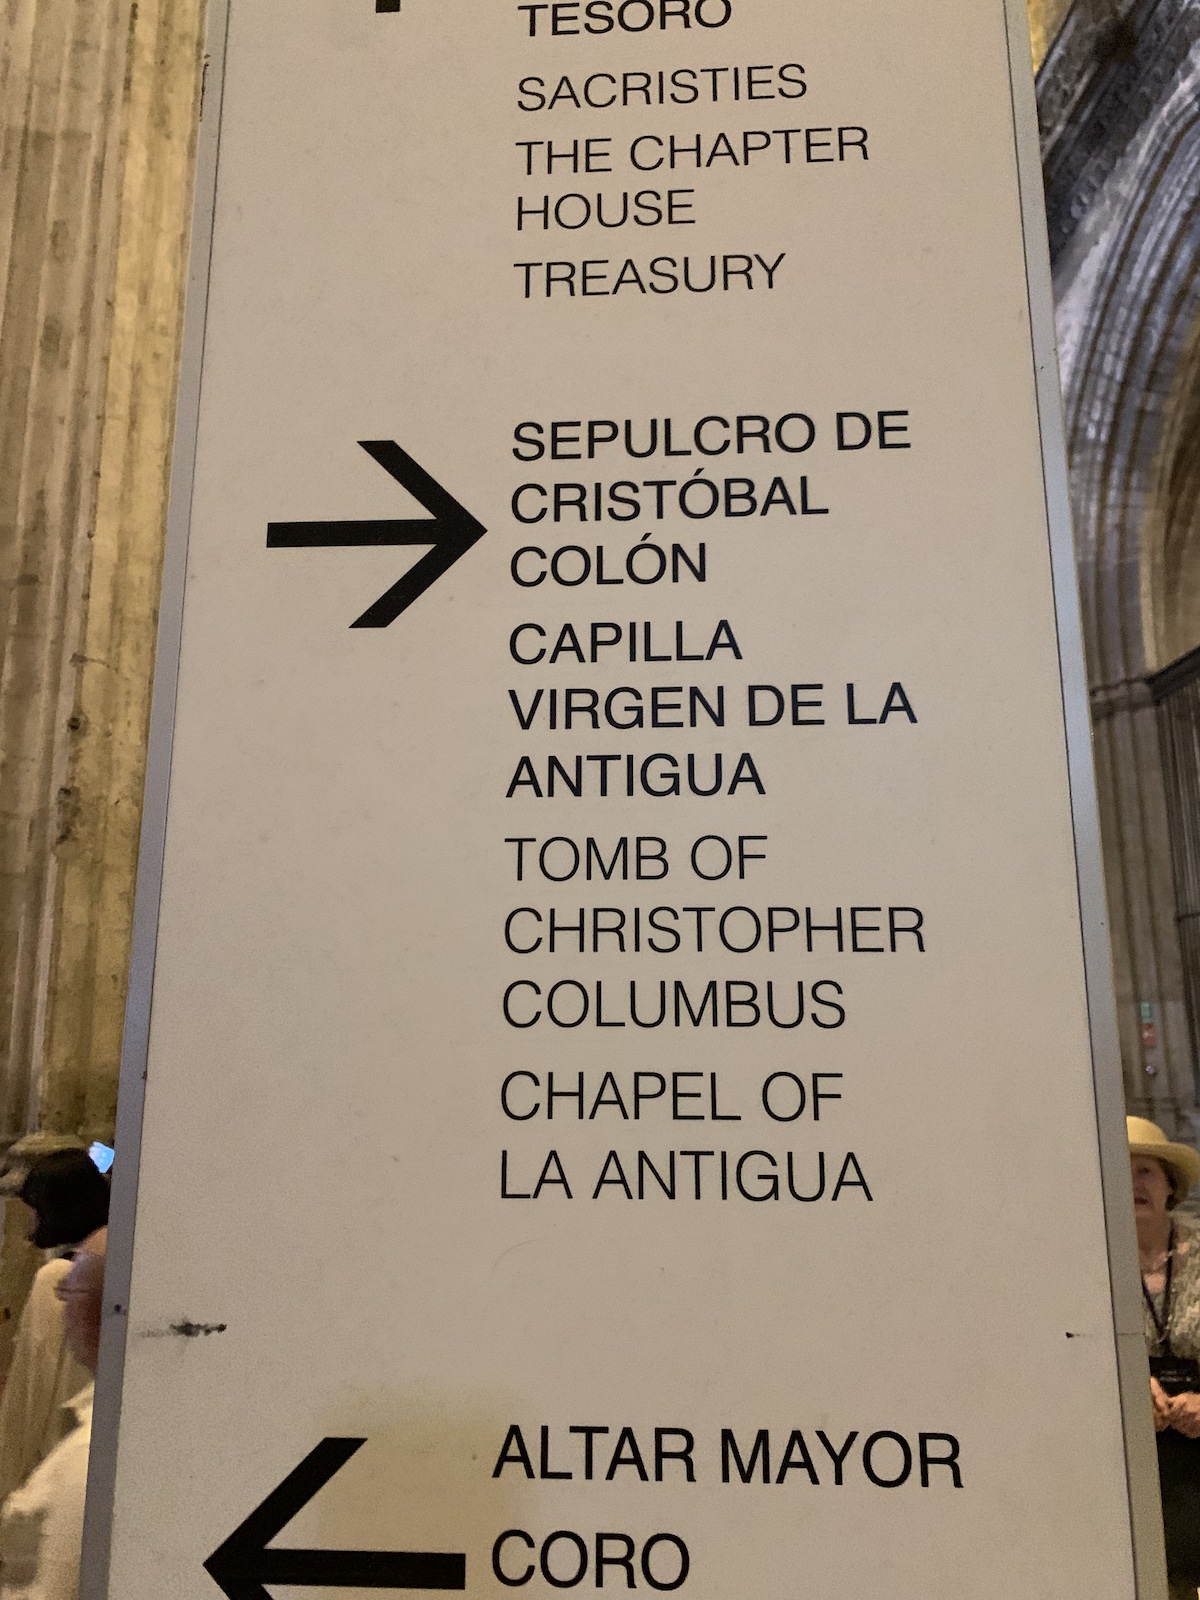 TESORO
SACRISTIES
THE CHAPTER
HOUSE
TREASURY
SEPULCRO DE
CRISTÓBAL
COLÓN
CAPILLA
VIRGEN DE LA
ANTIGUA
TOMB OF
CHRISTOPHER
COLUMBUS
CHAPEL OF
LA ANTIGUA
ALTAR MAYOR
CORO